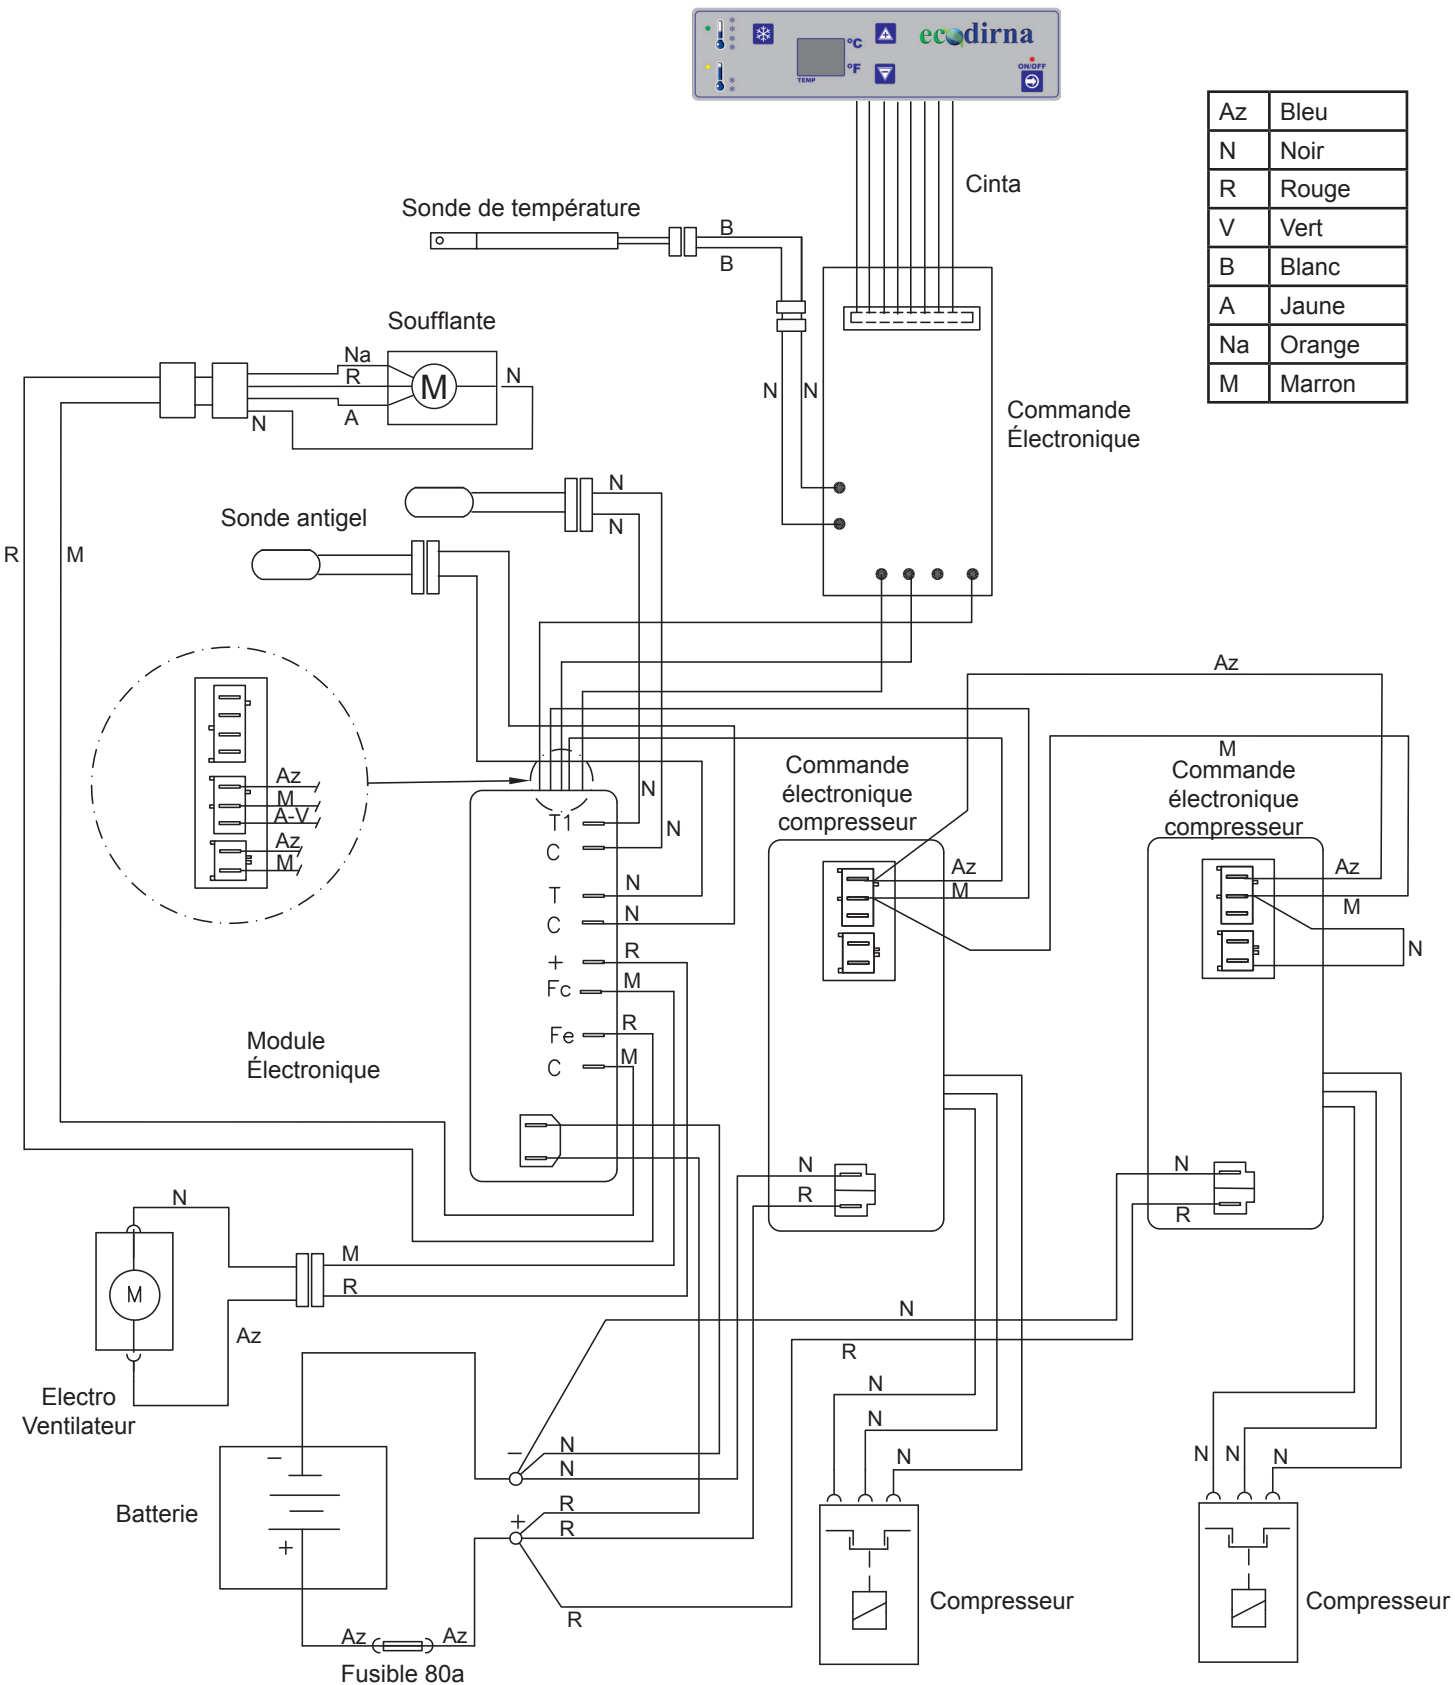 °C
°F
TEMP
ecodirna
ON/OFF
Az Bleu
N Noir
R Rouge
V Vert
B Blanc
A Jaune
Na Orange
M Marron
Cinta
Sonde de température
B
B
N
N
Commande
Électronique
Soufflante
Na
R
A
M
N
N
Sonde antigel
N
N
R
M
Az
M
A-V
Az
M
N
N
T1
C
T
C
+
Fc
Fe
C
N
N
R
M
R
M
Module
Électronique
Commande
électronique
compresseur
Az
M
Az
M
Commande
électronique
compresseur
Az
M
N
N
R
N
R
N
M
Electro
Ventilateur
Az
M
R
N
R
Batterie
−
+
−
N
N
+
R
R
R
Az
Az
Fusible 80a
N
N
N
Compresseur
N
N
N
Compresseur